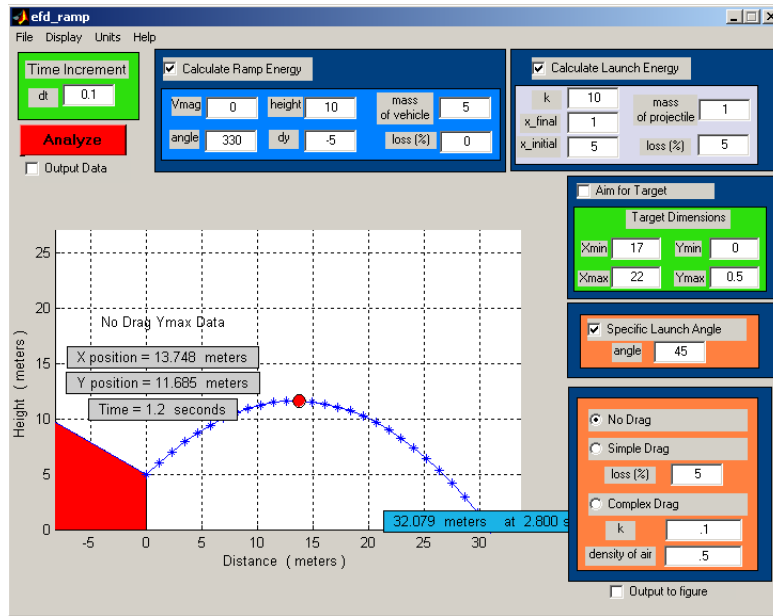 efd_ramp
File Display Units Help
Time Increment
dt 0.1
Analyze
Output Data
Calculate Ramp Energy
Vmag 0 height 10 mass of vehicle 5
angle 330 dy -5 loss (%) 0
Calculate Launch Energy
k 10
x_final 1
x_initial 5
mass of projectile 1
loss (%) 5
Aim for Target
Target Dimensions
Xmin 17 Ymin 0
Xmax 22 Ymax 0.5
Specific Launch Angle
angle 45
No Drag
Simple Drag
loss (%) 5
Complex Drag
k .1
density of air .5
Output to figure
No Drag Ymax Data
X position = 13.748 meters
Y position = 11.685 meters
Time = 1.2 seconds
32.079 meters at 2.800 s
Height ( meters )
25
20
15
10
5
0
-5 0 5 10 15 20 25 30
Distance ( meters )